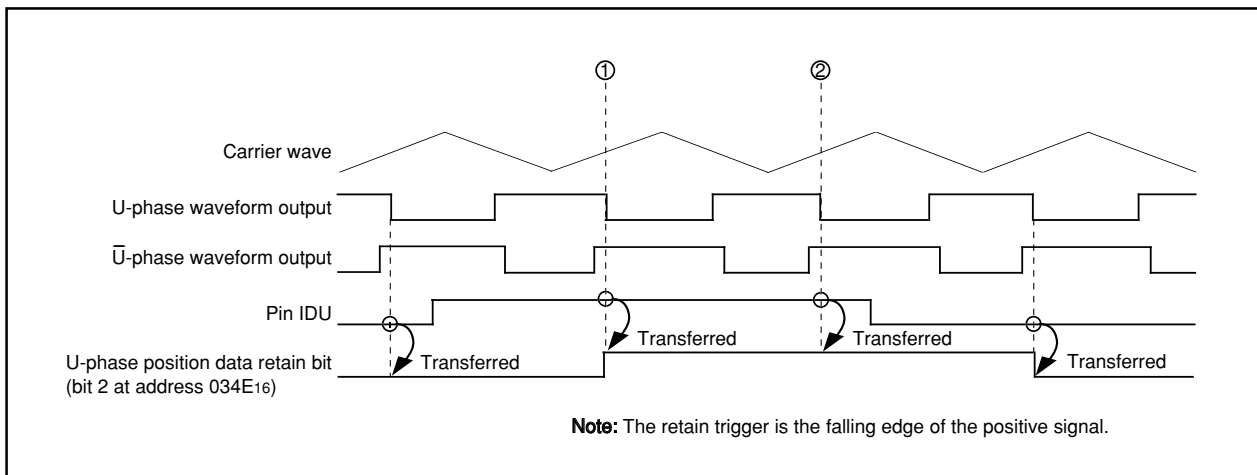 ① ②
Carrier wave
U-phase waveform output
U̅-phase waveform output
Pin IDU
Transferred Transferred
U-phase position data retain bit Transferred Transferred
(bit 2 at address 034E16)
Note: The retain trigger is the falling edge of the positive signal.